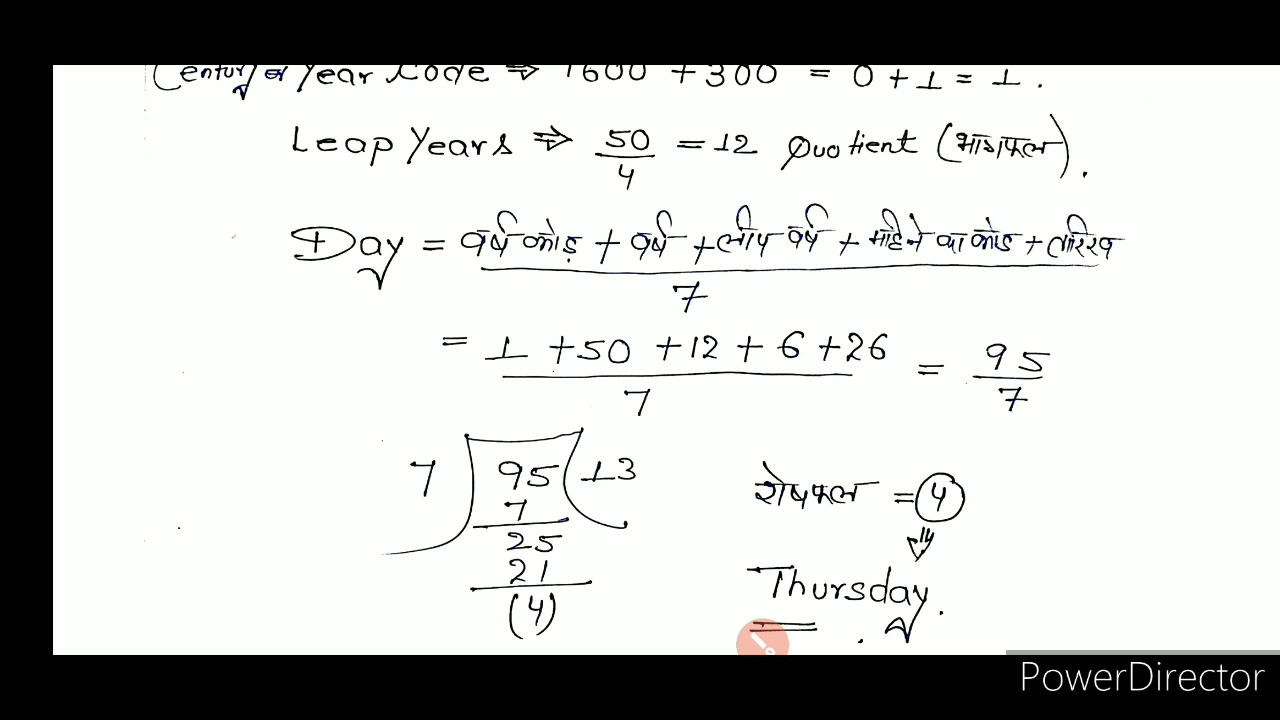 Century or Year Code ⇒ 1600 + 300 = 0 + 1 = 1.
Leap Years ⇒ 50/4 = 12 Quotient (भागफल).
Day = वर्ष कोड + वर्ष + लीप वर्ष + महिने का कोड + तारिख / 7
= 1 + 50 + 12 + 6 + 26 / 7 = 95/7
7 ) 95 ( 13
7
25
21
(4)
शेषफल = 4
Thursday.
PowerDirector